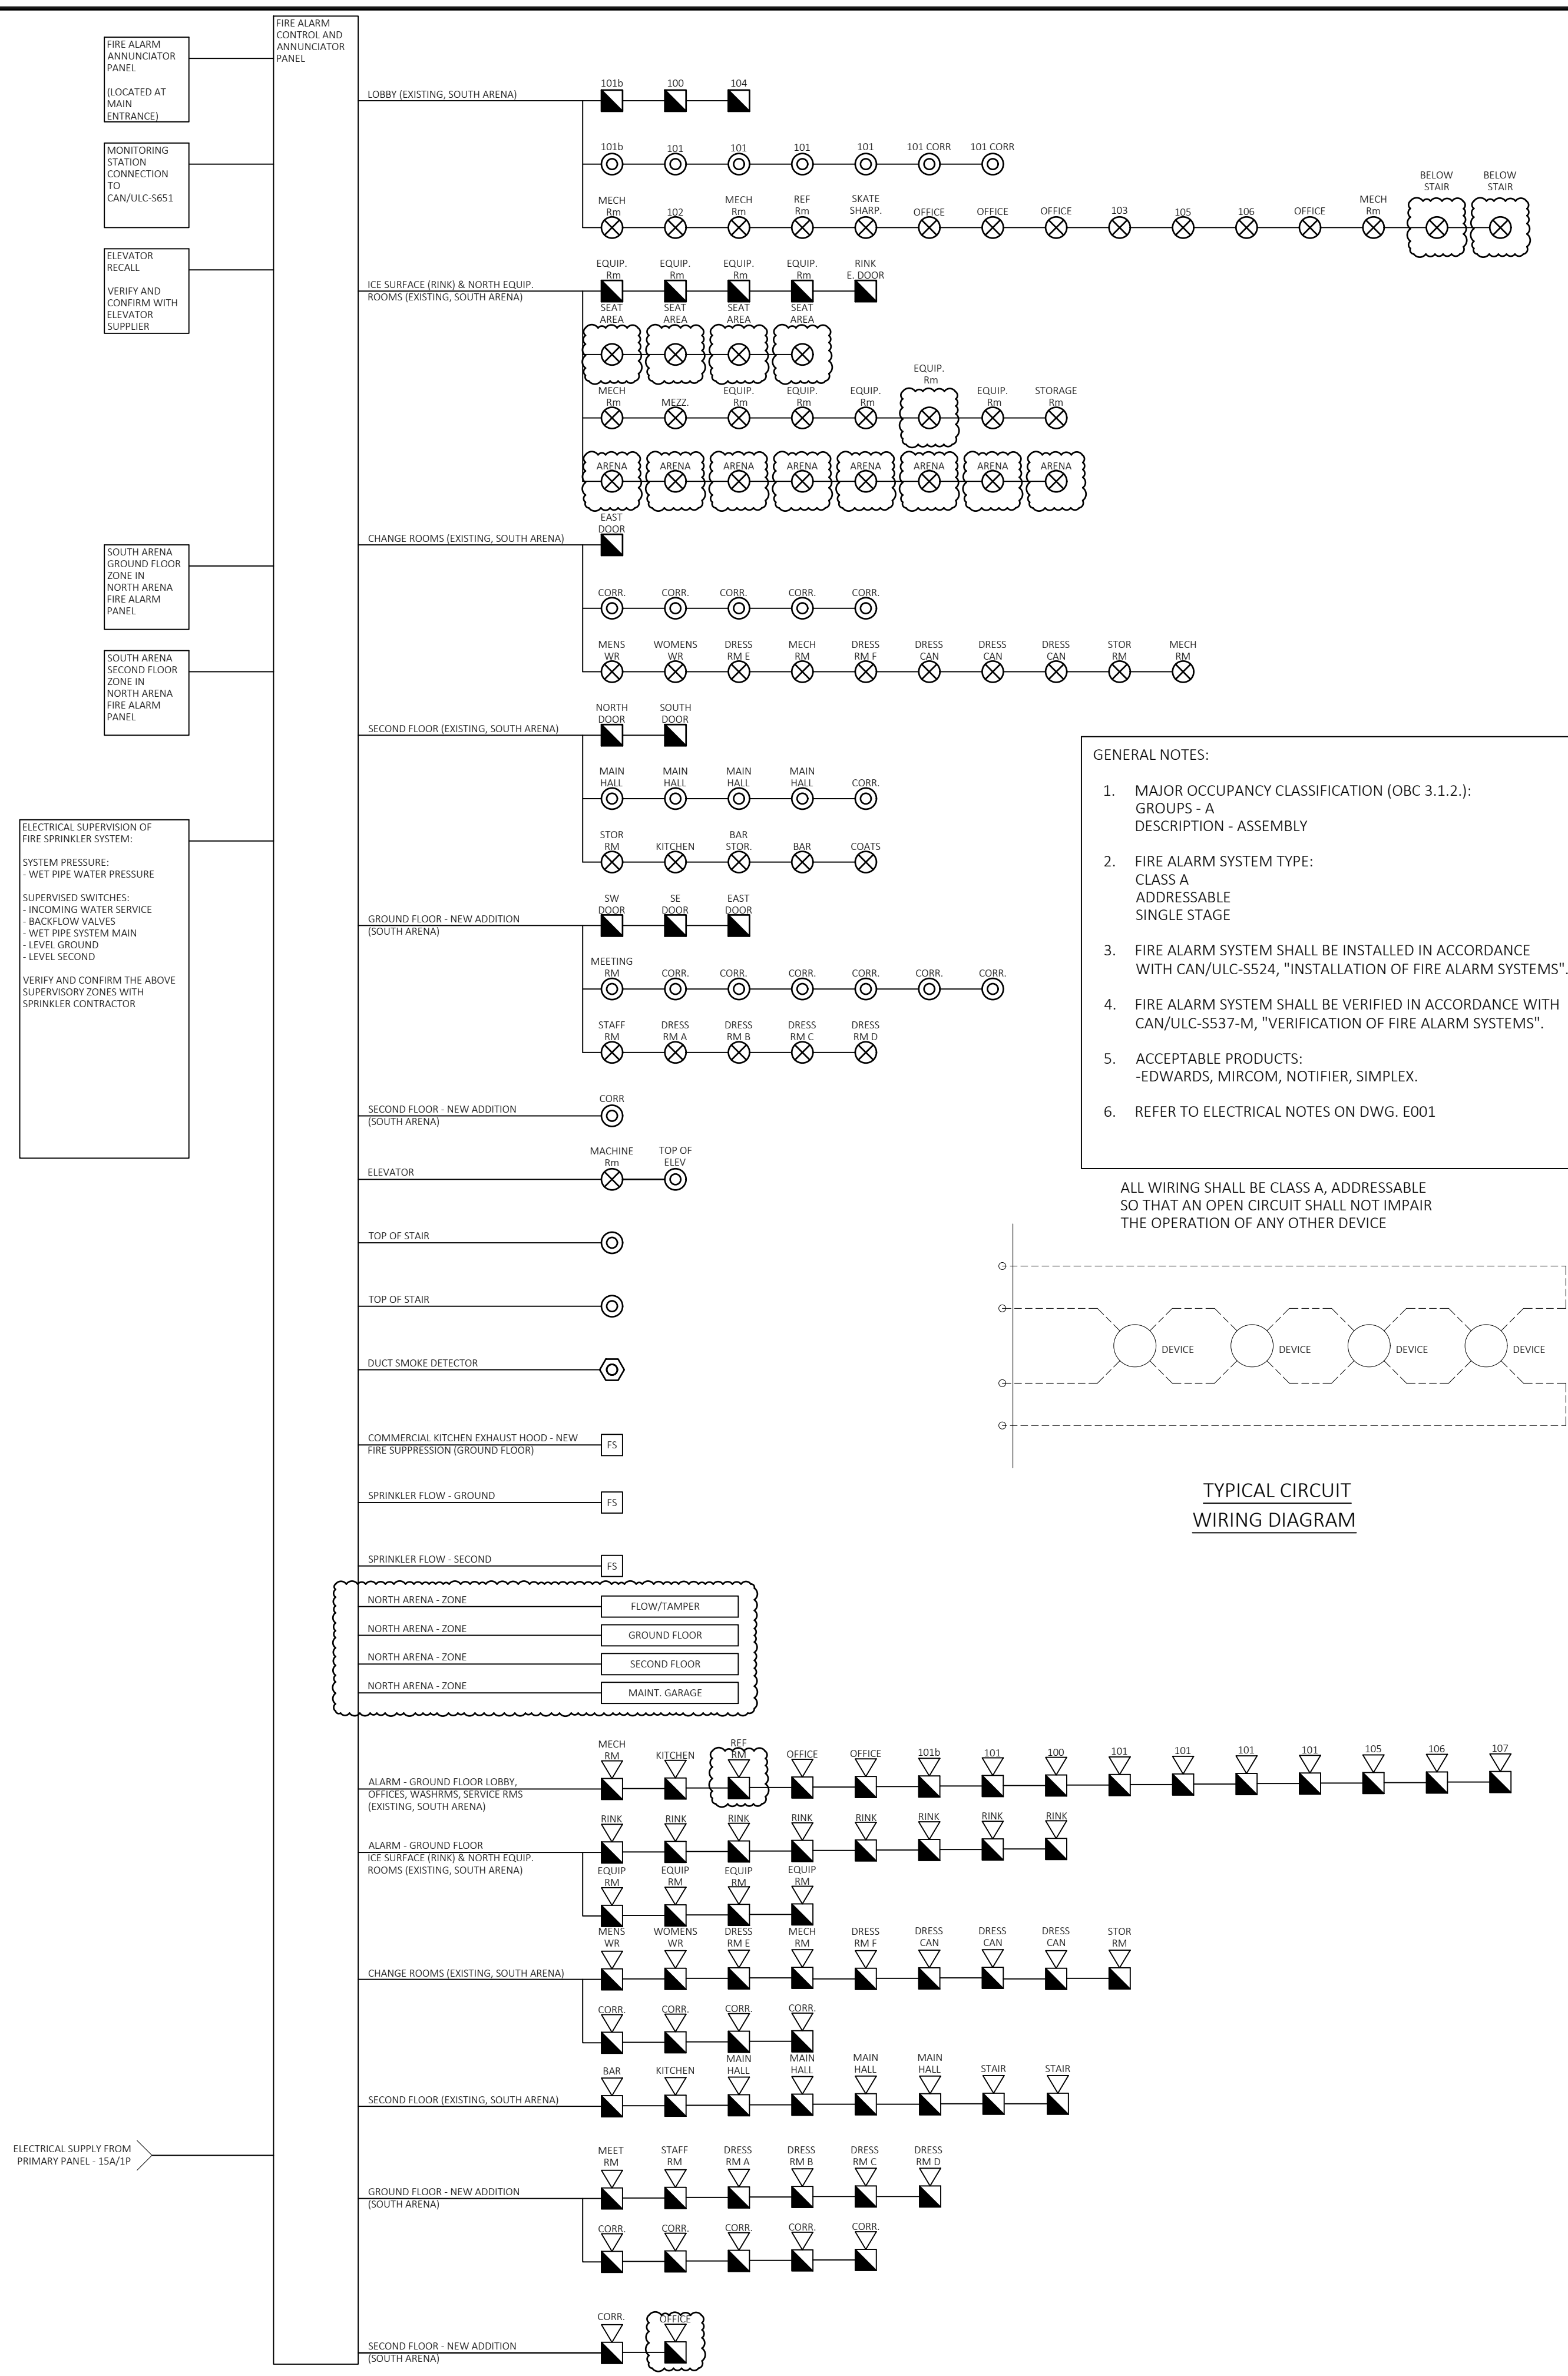 FIRE ALARM
CONTROL AND
ANNUNCIATOR
PANEL
FIRE ALARM
ANNUNCIATOR
PANEL
(LOCATED AT
MAIN
ENTRANCE)
MONITORING
STATION
CONNECTION
TO
CAN/ULC-S651
ELEVATOR
RECALL
VERIFY AND
CONFIRM WITH
ELEVATOR
SUPPLIER
SOUTH ARENA
GROUND FLOOR
ZONE IN
NORTH ARENA
FIRE ALARM
PANEL
SOUTH ARENA
SECOND FLOOR
ZONE IN
NORTH ARENA
FIRE ALARM
PANEL
ELECTRICAL SUPERVISION OF
FIRE SPRINKLER SYSTEM:
SYSTEM PRESSURE:
- WET PIPE WATER PRESSURE
SUPERVISED SWITCHES:
- INCOMING WATER SERVICE
- BACKFLOW VALVES
- WET PIPE SYSTEM MAIN
- LEVEL GROUND
- LEVEL SECOND
VERIFY AND CONFIRM THE ABOVE
SUPERVISORY ZONES WITH
SPRINKLER CONTRACTOR
ELECTRICAL SUPPLY FROM
PRIMARY PANEL - 15A/1P
LOBBY (EXISTING, SOUTH ARENA)
101b 100 104
101b 101 101 101 101 101 CORR 101 CORR
MECH Rm 102 MECH Rm REF Rm SKATE SHARP. OFFICE OFFICE OFFICE 103 105 106 OFFICE MECH Rm BELOW STAIR BELOW STAIR
ICE SURFACE (RINK) & NORTH EQUIP.
ROOMS (EXISTING, SOUTH ARENA)
EQUIP. Rm EQUIP. Rm EQUIP. Rm EQUIP. Rm RINK E. DOOR
SEAT AREA SEAT AREA SEAT AREA SEAT AREA
MECH Rm MEZZ. EQUIP. Rm EQUIP. Rm EQUIP. Rm EQUIP. Rm EQUIP. Rm STORAGE Rm
ARENA ARENA ARENA ARENA ARENA ARENA ARENA ARENA
CHANGE ROOMS (EXISTING, SOUTH ARENA)
EAST DOOR
CORR. CORR. CORR. CORR. CORR.
MENS WR WOMENS WR DRESS RM E MECH RM DRESS RM F DRESS CAN DRESS CAN DRESS CAN STOR RM MECH RM
SECOND FLOOR (EXISTING, SOUTH ARENA)
NORTH DOOR SOUTH DOOR
MAIN HALL MAIN HALL MAIN HALL MAIN HALL CORR.
STOR RM KITCHEN BAR STOR. BAR COATS
GROUND FLOOR - NEW ADDITION
(SOUTH ARENA)
SW DOOR SE DOOR EAST DOOR
MEETING RM CORR. CORR. CORR. CORR. CORR. CORR.
STAFF RM DRESS RM A DRESS RM B DRESS RM C DRESS RM D
SECOND FLOOR - NEW ADDITION
(SOUTH ARENA)
CORR
ELEVATOR
MACHINE Rm TOP OF ELEV
TOP OF STAIR
TOP OF STAIR
DUCT SMOKE DETECTOR
COMMERCIAL KITCHEN EXHAUST HOOD - NEW
FIRE SUPPRESSION (GROUND FLOOR)
FS
SPRINKLER FLOW - GROUND
FS
SPRINKLER FLOW - SECOND
FS
NORTH ARENA - ZONE FLOW/TAMPER
NORTH ARENA - ZONE GROUND FLOOR
NORTH ARENA - ZONE SECOND FLOOR
NORTH ARENA - ZONE MAINT. GARAGE
ALARM - GROUND FLOOR LOBBY,
OFFICES, WASHRMS, SERVICE RMS
(EXISTING, SOUTH ARENA)
MECH RM KITCHEN REF RM OFFICE OFFICE 101b 101 100 101 101 101 101 105 106 107
ALARM - GROUND FLOOR
ICE SURFACE (RINK) & NORTH EQUIP.
ROOMS (EXISTING, SOUTH ARENA)
RINK RINK RINK RINK RINK RINK RINK RINK
EQUIP RM EQUIP RM EQUIP RM EQUIP RM
CHANGE ROOMS (EXISTING, SOUTH ARENA)
MENS WR WOMENS WR DRESS RM E MECH RM DRESS RM F DRESS CAN DRESS CAN DRESS CAN STOR RM
CORR. CORR. CORR. CORR.
SECOND FLOOR (EXISTING, SOUTH ARENA)
BAR KITCHEN MAIN HALL MAIN HALL MAIN HALL MAIN HALL STAIR STAIR
GROUND FLOOR - NEW ADDITION
(SOUTH ARENA)
MEET RM STAFF RM DRESS RM A DRESS RM B DRESS RM C DRESS RM D
CORR. CORR. CORR. CORR. CORR.
SECOND FLOOR - NEW ADDITION
(SOUTH ARENA)
CORR. OFFICE
GENERAL NOTES:
1. MAJOR OCCUPANCY CLASSIFICATION (OBC 3.1.2.):
GROUPS - A
DESCRIPTION - ASSEMBLY
2. FIRE ALARM SYSTEM TYPE:
CLASS A
ADDRESSABLE
SINGLE STAGE
3. FIRE ALARM SYSTEM SHALL BE INSTALLED IN ACCORDANCE
WITH CAN/ULC-S524, "INSTALLATION OF FIRE ALARM SYSTEMS".
4. FIRE ALARM SYSTEM SHALL BE VERIFIED IN ACCORDANCE WITH
CAN/ULC-S537-M, "VERIFICATION OF FIRE ALARM SYSTEMS".
5. ACCEPTABLE PRODUCTS:
-EDWARDS, MIRCOM, NOTIFIER, SIMPLEX.
6. REFER TO ELECTRICAL NOTES ON DWG. E001
ALL WIRING SHALL BE CLASS A, ADDRESSABLE
SO THAT AN OPEN CIRCUIT SHALL NOT IMPAIR
THE OPERATION OF ANY OTHER DEVICE
DEVICE DEVICE DEVICE DEVICE
TYPICAL CIRCUIT
WIRING DIAGRAM